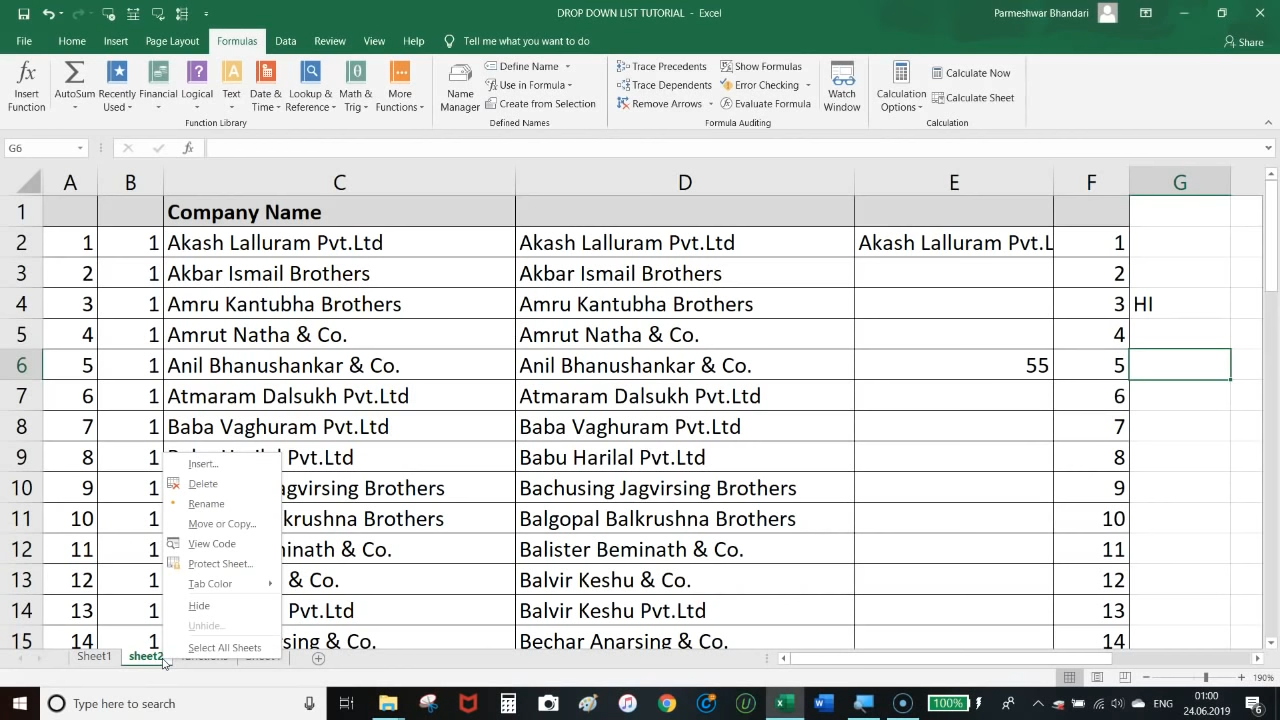 DROP DOWN LIST TUTORIAL - Excel
Parmeshwar Bhandari
File Home Insert Page Layout Formulas Data Review View Help Tell me what you want to do
Share
Insert Function
AutoSum
Recently Used
Financial
Logical
Text
Date & Time
Lookup & Reference
Math & Trig
More Functions
Function Library
Name Manager
Define Name
Use in Formula
Create from Selection
Defined Names
Trace Precedents
Trace Dependents
Remove Arrows
Show Formulas
Error Checking
Evaluate Formula
Formula Auditing
Watch Window
Calculation Options
Calculate Now
Calculate Sheet
Calculation
G6
fx
A B C D E F G
1 Company Name
2 1 1 Akash Lalluram Pvt.Ltd Akash Lalluram Pvt.Ltd Akash Lalluram Pvt.L 1
3 2 1 Akbar Ismail Brothers Akbar Ismail Brothers 2
4 3 1 Amru Kantubha Brothers Amru Kantubha Brothers 3 HI
5 4 1 Amrut Natha & Co. Amrut Natha & Co. 4
6 5 1 Anil Bhanushankar & Co. Anil Bhanushankar & Co. 55 5
7 6 1 Atmaram Dalsukh Pvt.Ltd Atmaram Dalsukh Pvt.Ltd 6
8 7 1 Baba Vaghuram Pvt.Ltd Baba Vaghuram Pvt.Ltd 7
9 8 1 Pvt.Ltd Babu Harilal Pvt.Ltd 8
10 9 1 agvirsing Brothers Bachusing Jagvirsing Brothers 9
11 10 1 lkrushna Brothers Balgopal Balkrushna Brothers 10
12 11 1 minath & Co. Balister Beminath & Co. 11
13 12 1 & Co. Balvir Keshu & Co. 12
14 13 1 Pvt.Ltd Balvir Keshu Pvt.Ltd 13
15 14 1 sing & Co. Bechar Anarsing & Co. 14
Insert...
Delete
Rename
Move or Copy...
View Code
Protect Sheet...
Tab Color
Hide
Unhide...
Select All Sheets
Sheet1 sheet2
190%
Type here to search
100%
01:00
24.06.2019
6